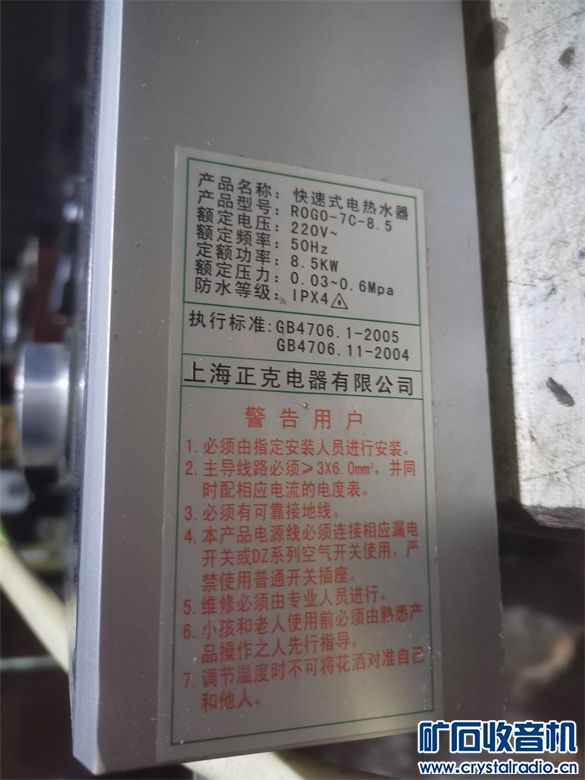 产品名称: 快速式电热水器
产品型号: ROGO-7C-8.5
额定电压: 220V~
额定频率: 50Hz
定额功率: 8.5KW
额定压力: 0.03~0.6Mpa
防水等级: IPX4
执行标准:GB4706.1-2005
GB4706.11-2004
上海正克电器有限公司
警告用户
1. 必须由指定安装人员进行安装。
2. 主导线路必须≥3X6.0mm²,并同
时配相应电流的电度表。
3. 必须有可靠接地线。
4. 本产品电源线必须连接相应漏电
开关或DZ系列空气开关使用,严
禁使用普通开关插座。
5. 维修必须由专业人员进行。
6. 小孩和老人使用前必须由熟悉产
品操作之人先行指导。
7. 调节温度时不可将花洒对准自己
和他人。
矿石收音机
www.crystalradio.cn